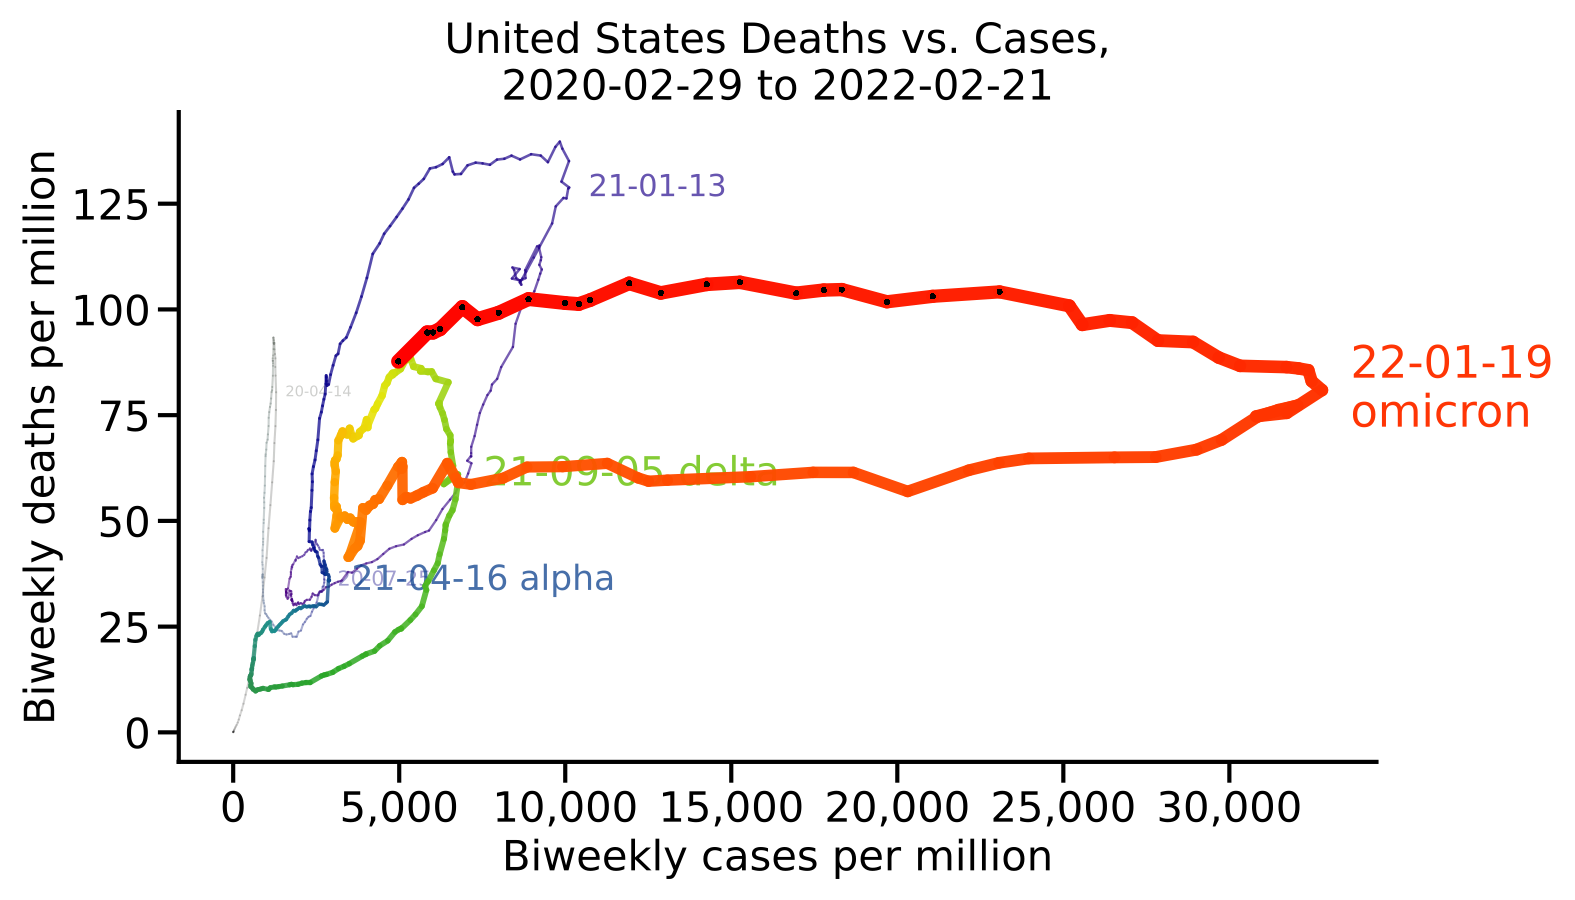 United States Deaths vs. Cases,
2020-02-29 to 2022-02-21
Biweekly deaths per million
125
100
75
50
25
0
21-01-13
20-04-14
22-01-19
omicron
21-09-05 delta
20-07-25
21-04-16 alpha
0 5,000 10,000 15,000 20,000 25,000 30,000
Biweekly cases per million